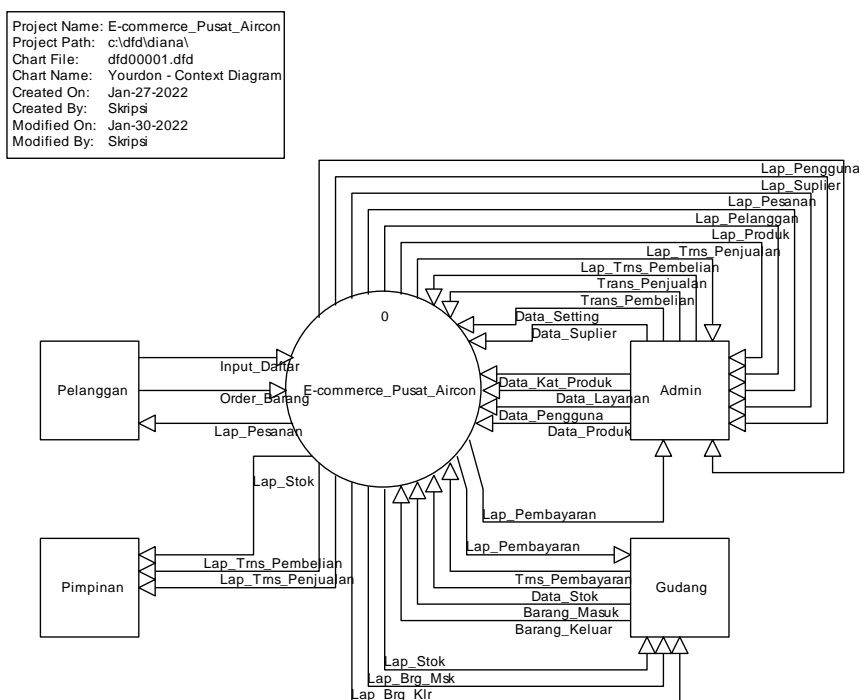 Project Name: E-commerce_Pusat_Aircon
Project Path: c:\dfd\diana\
Chart File: dfd00001.dfd
Chart Name: Yourdon - Context Diagram
Created On: Jan-27-2022
Created By: Skripsi
Modified On: Jan-30-2022
Modified By: Skripsi
Lap_Pengguna
Lap_Suplier
Lap_Pesanan
Lap_Pelanggan
Lap_Produk
Lap_Trns_Penjualan
Lap_Trns_Pembelian
Trans_Penjualan
Trans_Pembelian
0
Data_Setting
Data_Suplier
Input_Daftar
Pelanggan
E-commerce_Pusat_Aircon
Admin
Data_Kat_Produk
Order_Barang
Data_Layanan
Data_Pengguna
Lap_Pesanan
Data_Produk
Lap_Stok
Lap_Pembayaran
Lap_Pembayaran
Lap_Trns_Pembelian
Lap_Trns_Penjualan
Pimpinan
Trns_Pembayaran
Gudang
Data_Stok
Barang_Masuk
Barang_Keluar
Lap_Stok
Lap_Brg_Msk
Lap_Brg_Klr